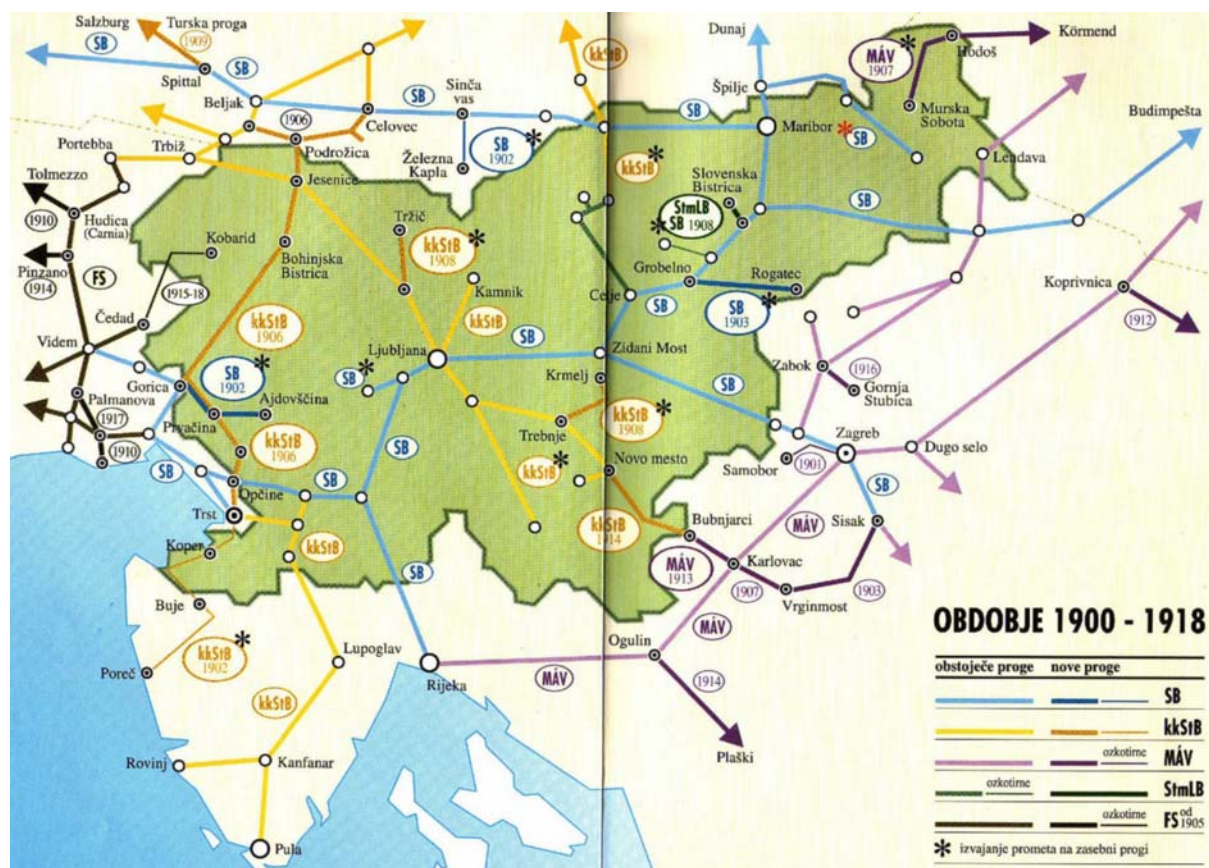 Salzburg
SB
Turska proga
1909
Spittal
SB
Beljak
SB
Sinča
vas
Celovec
1906
Podrožica
Železna
Kapla
SB
1902
*
kkStB
Dunaj
Špilje
SB
Maribor
*
SB
MÁV
1907
*
Hodoš
Körmend
Murska
Sobota
Budimpešta
Lendava
Portebba
Trbiž
Tolmezzo
1910
Hudica
(Carnia)
Jesenice
Kobarid
Bohinjska
Bistrica
Tržič
kkStB
1908
*
kkStB
*
Slovenska
Bistrica
StmLB
SB 1908
*
SB
Pinzano
1914
FS
1915-18
Čedad
Videm
kkStB
1906
Kamnik
kkStB
Grobelno
Rogatec
Celje
SB
SB
1903
*
Koprivnica
1912
Ljubljana
SB
Zidani Most
SB
*
SB
1902
*
Gorica
Ajdovščina
Prvačina
Palmanova
1917
1910
Krmelj
SB
Zabok
1916
Gornja
Stubica
Trebnje
kkStB
1908
*
SB
SB
kkStB
1906
kkStB
*
Novo mesto
Samobor
1901
Zagreb
Dugo selo
Opčine
SB
Trst
kkStB
kkStB
1914
Bubnjarci
MÁV
SB
Sisak
Koper
SB
MÁV
1913
Karlovac
1907
Vrginmost
1903
Buje
kkStB
1902
*
Poreč
Lupoglav
Rijeka
MÁV
Ogulin
MÁV
1914
Plaški
kkStB
Rovinj
Kanfanar
Pula
OBDOBJE 1900 - 1918
obstoječe proge nove proge
SB
kkStB
ozkotirne MÁV
ozkotirne StmLB
ozkotirne FS od 1905
* izvajanje prometa na zasebni progi